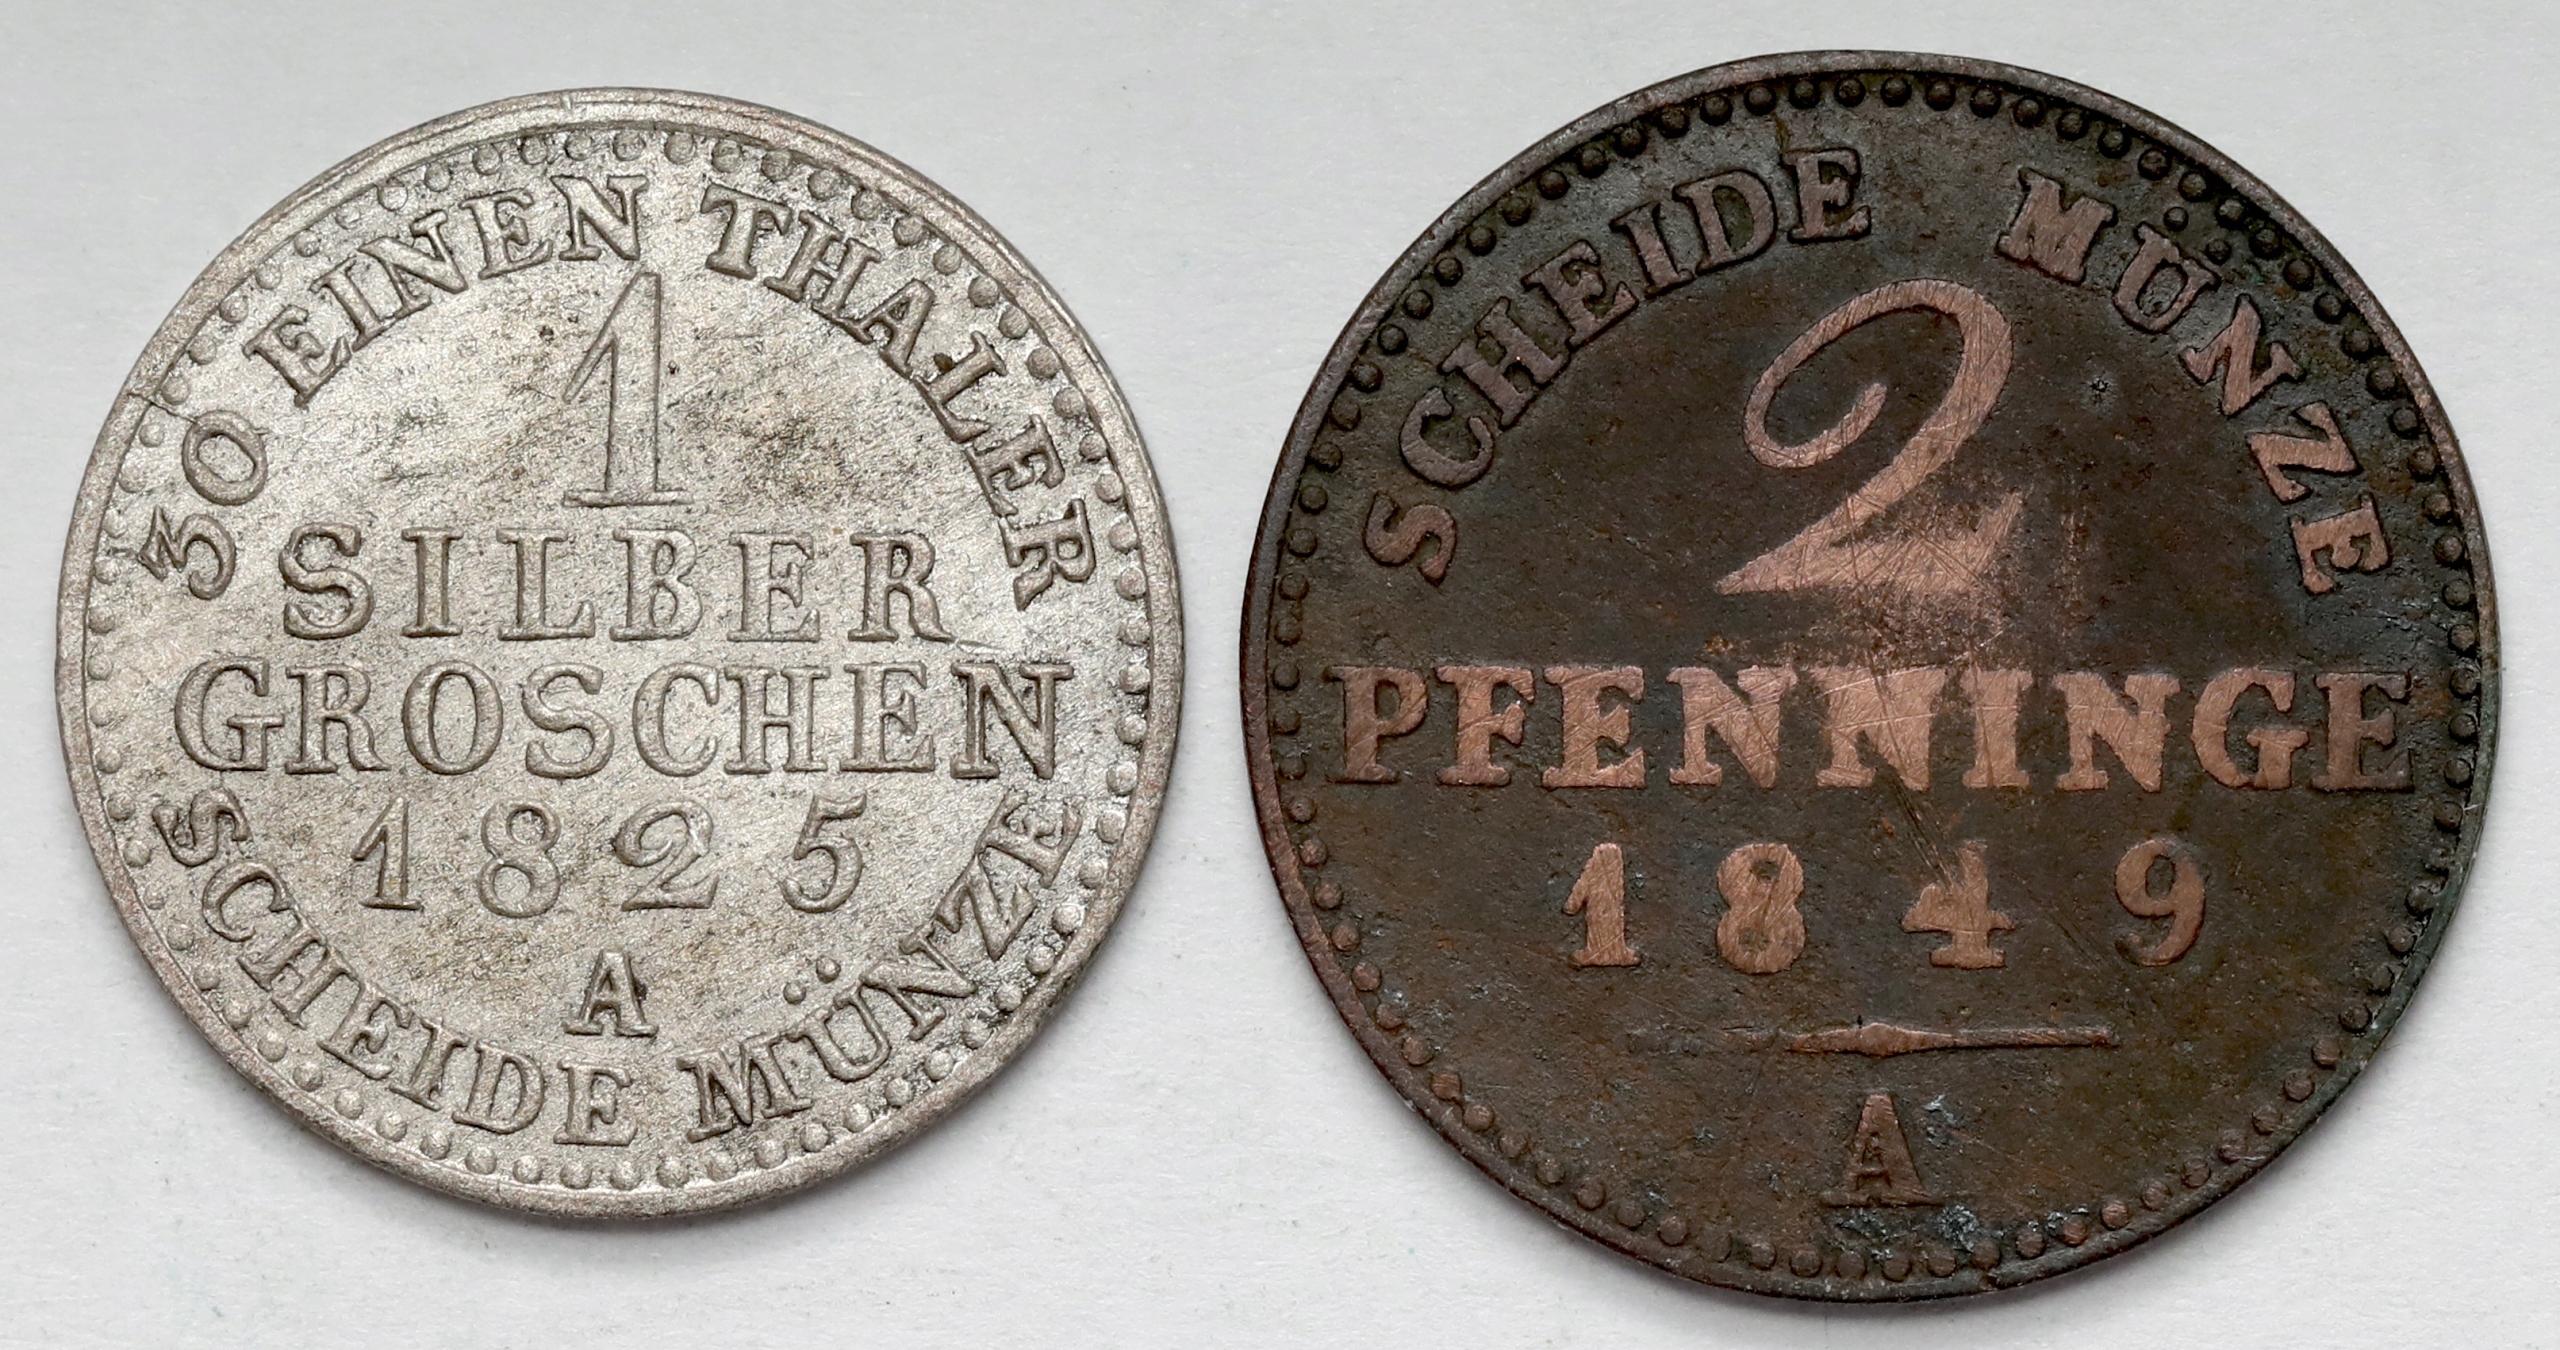 30 EINEN THALER
1
SILBER
GROSCHEN
1825
A
SCHEIDE MÜNZE
SCHEIDE MÜNZE
2
PFENNINGE
1849
A